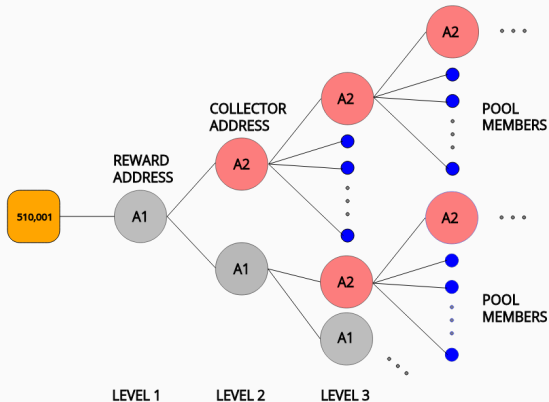 A2
COLLECTOR
ADDRESS
A2
POOL
MEMBERS
REWARD
ADDRESS
A2
510,001
A1
A2
A1
A2
POOL
MEMBERS
A1
LEVEL 1
LEVEL 2
LEVEL 3